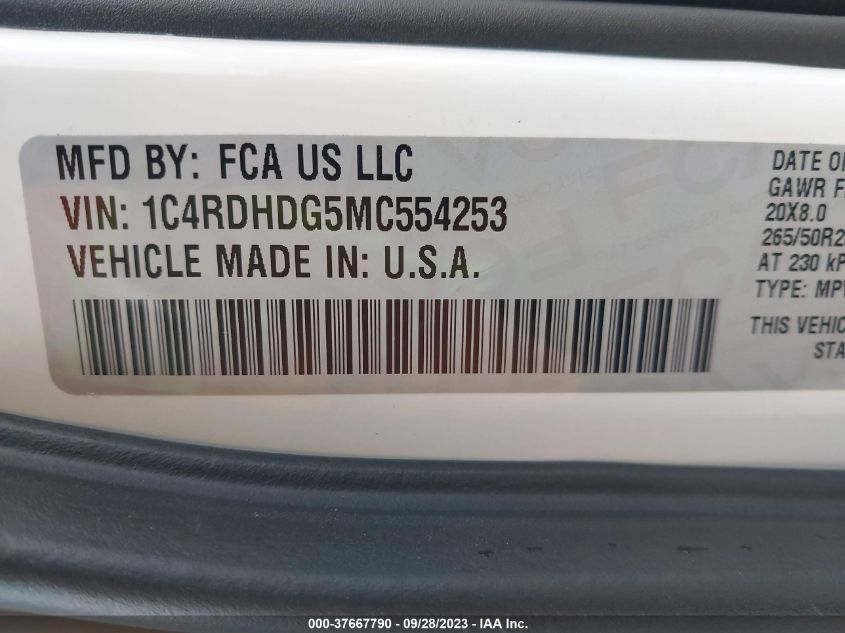 MFD BY: FCA US LLC
VIN: 1C4RDHDG5MC554253
VEHICLE MADE IN: U.S.A.
DATE O
GAWR F
20X8.0
265/50R2
AT 230 kP
TYPE: MP
THIS VEHIC
STA
000-37667790 - 09/28/2023 - IAA Inc.